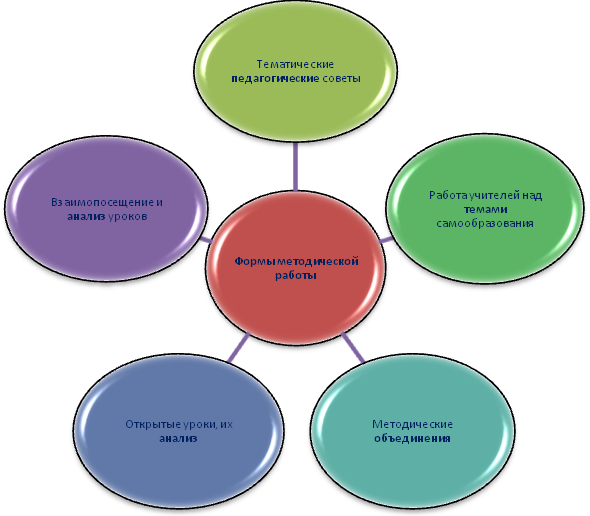 Тематические
педагогические советы
Взаимопосещение и
анализ уроков
Работа учителей над
темами
самообразования
Формы методической
работы
Открытые уроки, их
анализ
Методические
объединения